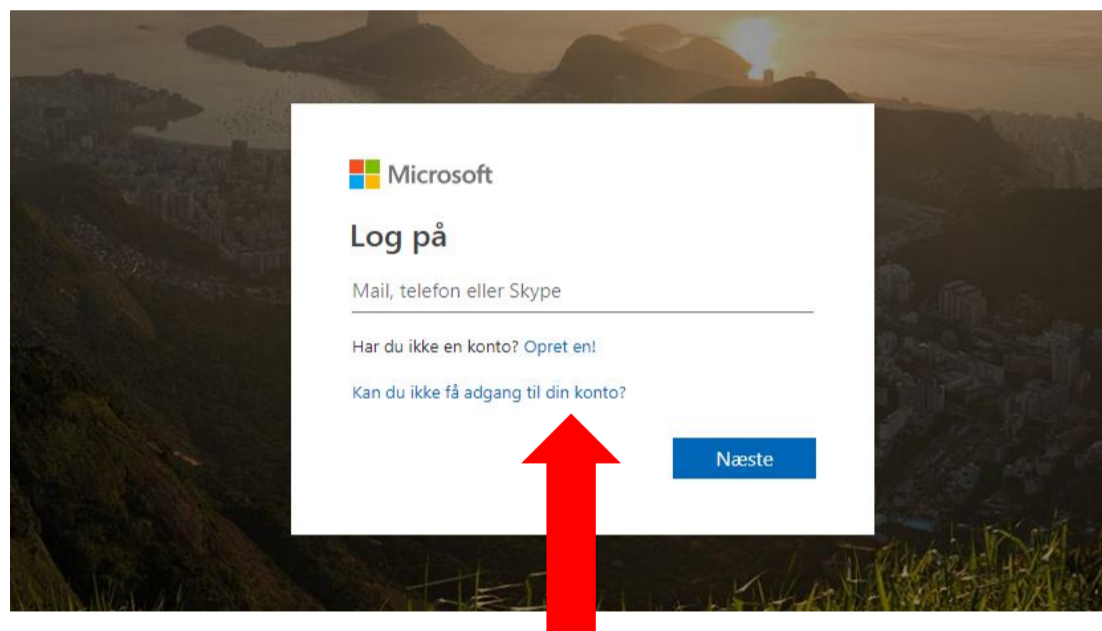 Microsoft
Log på
Mail, telefon eller Skype
Har du ikke en konto? Opret en!
Kan du ikke få adgang til din konto?
Næste